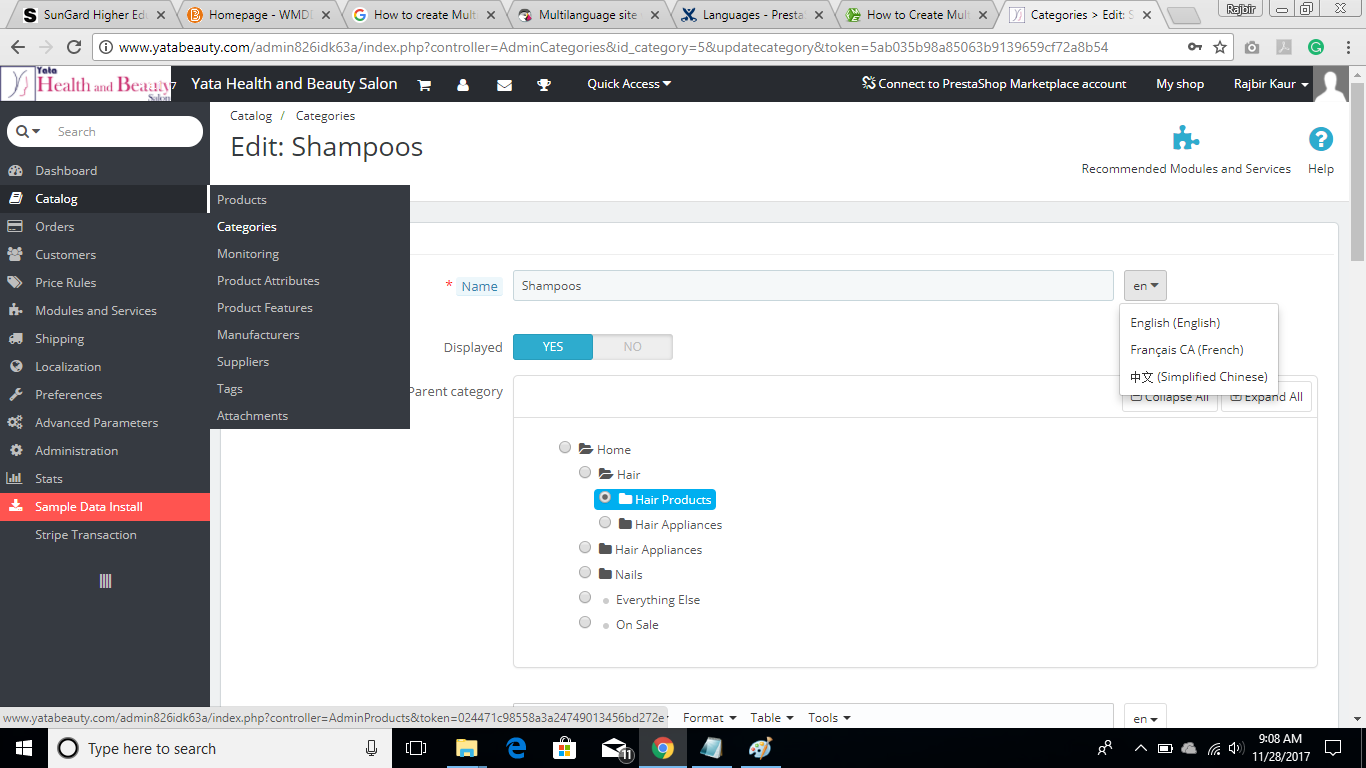 SunGard Higher Ed
Homepage - WMDD
How to create Mult
Multilanguage site
Languages - Presta
How to Create Mult
Categories > Edit: S
Rajbir
www.yatabeauty.com/admin826idk63a/index.php?controller=AdminCategories&id_category=5&updatecategory&token=5ab035b98a85063b9139659cf72a8b54
Yata
Health and Beauty
Salon
Yata Health and Beauty Salon
Quick Access
Connect to PrestaShop Marketplace account
My shop
Rajbir Kaur
Search
Catalog / Categories
Edit: Shampoos
Recommended Modules and Services
Help
Dashboard
Catalog
Orders
Customers
Price Rules
Modules and Services
Shipping
Localization
Preferences
Advanced Parameters
Administration
Stats
Sample Data Install
Stripe Transaction
Products
Categories
Monitoring
Product Attributes
Product Features
Manufacturers
Suppliers
Tags
Attachments
* Name
Shampoos
en
English (English)
Français CA (French)
中文 (Simplified Chinese)
Displayed
YES
NO
Parent category
Collapse All
Expand All
Home
Hair
Hair Products
Hair Appliances
Hair Appliances
Nails
Everything Else
On Sale
www.yatabeauty.com/admin826idk63a/index.php?controller=AdminProducts&token=024471c98558a3a24749013456bd272e
Format
Table
Tools
en
Type here to search
11
9:08 AM
11/28/2017